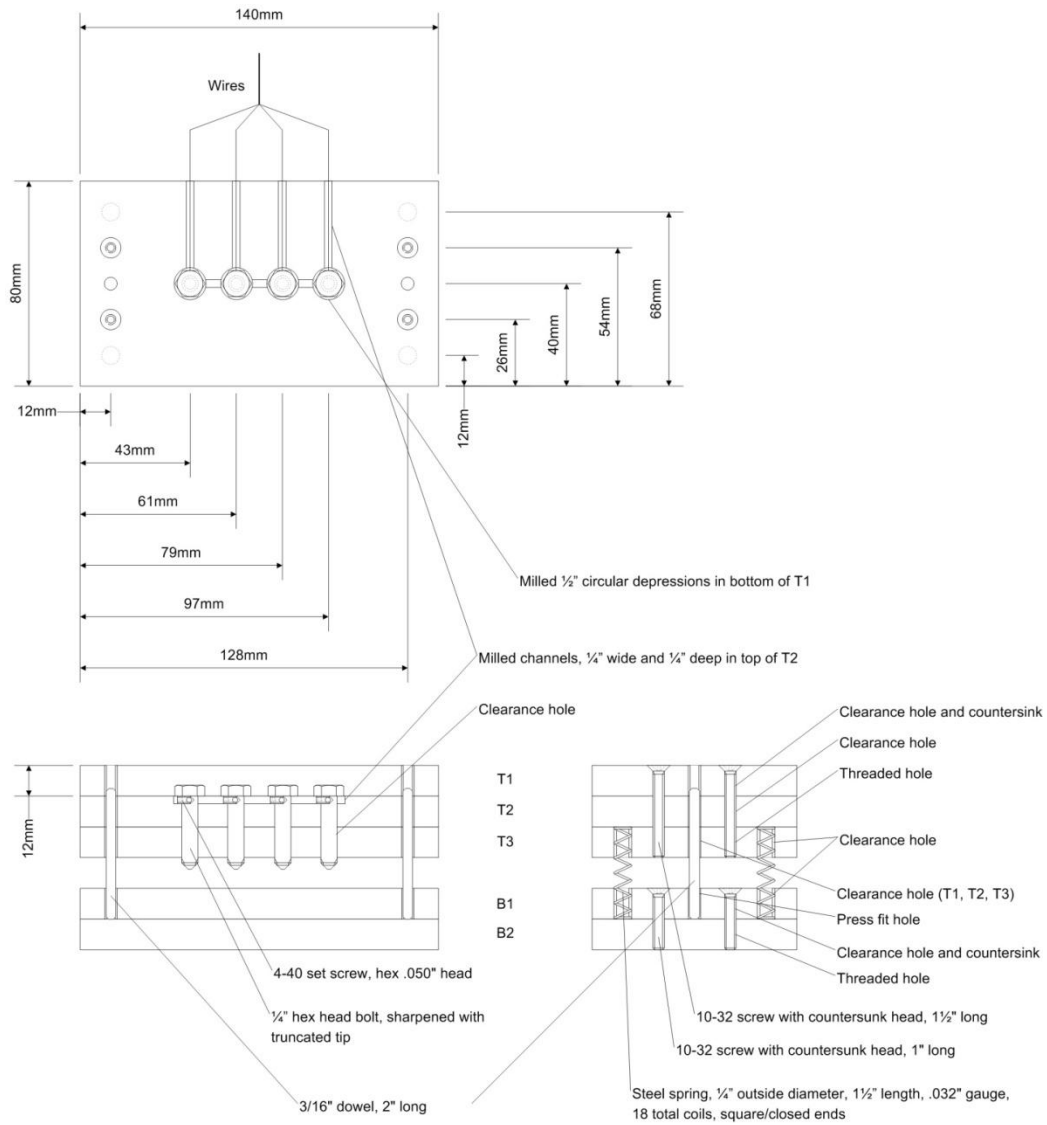 140mm
Wires
80mm
68mm
54mm
40mm
26mm
12mm
12mm
43mm
61mm
79mm
97mm
128mm
Milled ½” circular depressions in bottom of T1
Milled channels, ¼” wide and ¼” deep in top of T2
Clearance hole
Clearance hole and countersink
Clearance hole
Threaded hole
12mm
T1
T2
T3
B1
B2
Clearance hole
Clearance hole (T1, T2, T3)
Press fit hole
Clearance hole and countersink
Threaded hole
4-40 set screw, hex .050" head
¼” hex head bolt, sharpened with
truncated tip
3/16" dowel, 2" long
10-32 screw with countersunk head, 1½" long
10-32 screw with countersunk head, 1" long
Steel spring, ¼” outside diameter, 1½” length, .032" gauge,
18 total coils, square/closed ends